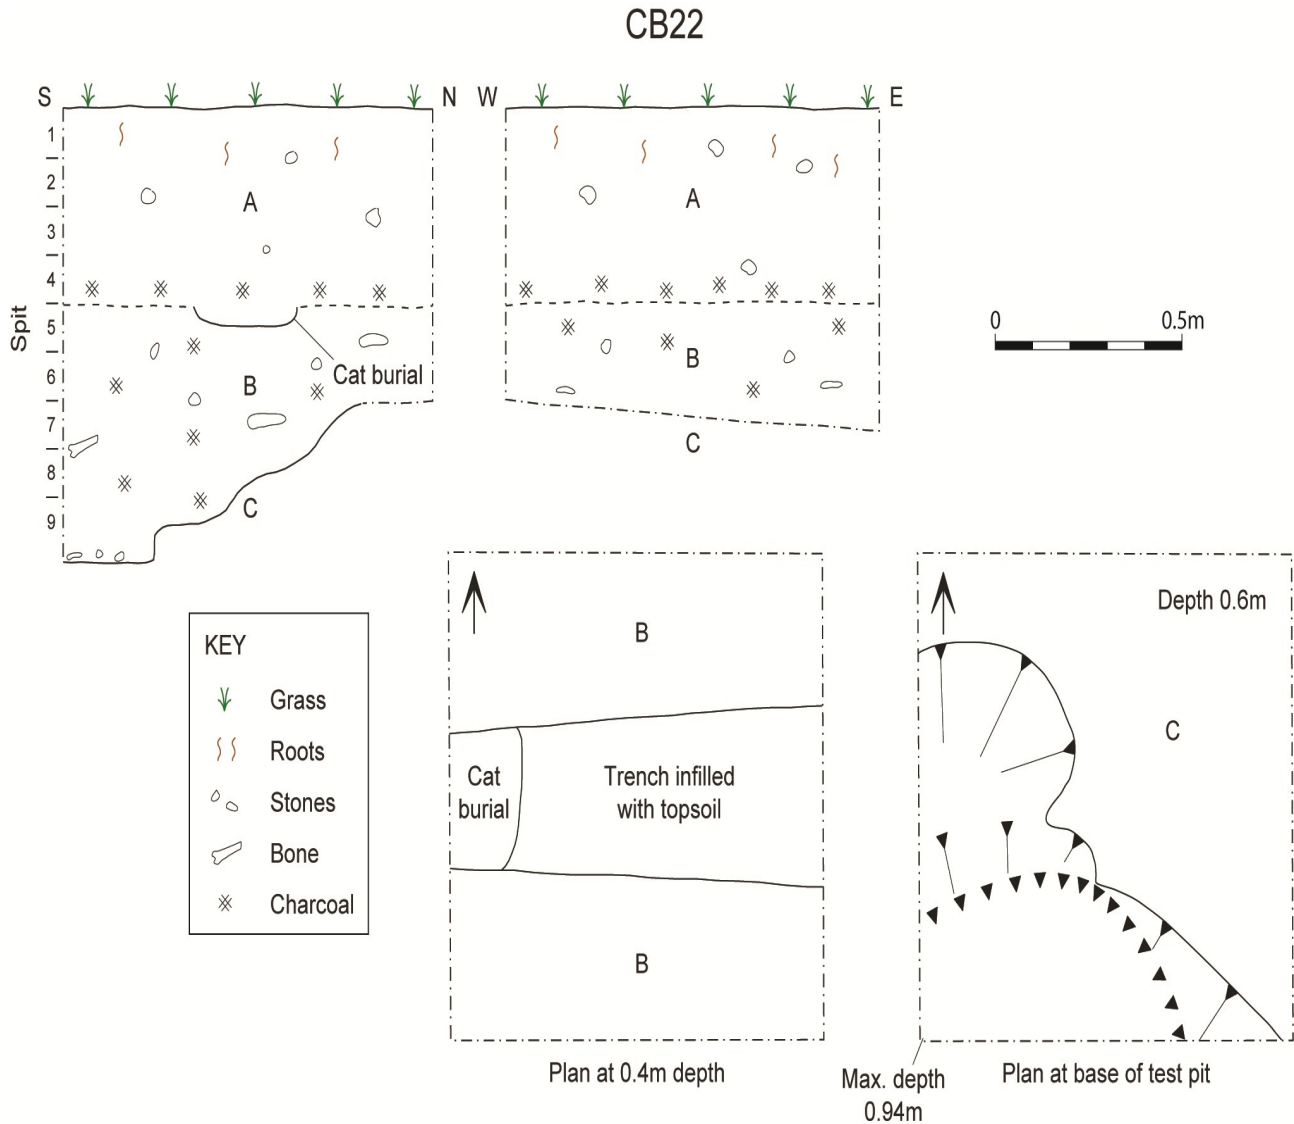 CB22
S
N
W
E
Spit
1
2
3
4
5
6
7
8
9
A
B
C
Cat burial
A
B
C
0
0.5m
KEY
Grass
Roots
Stones
Bone
Charcoal
B
Cat
burial
Trench infilled
with topsoil
B
Plan at 0.4m depth
Depth 0.6m
C
Max. depth
0.94m
Plan at base of test pit